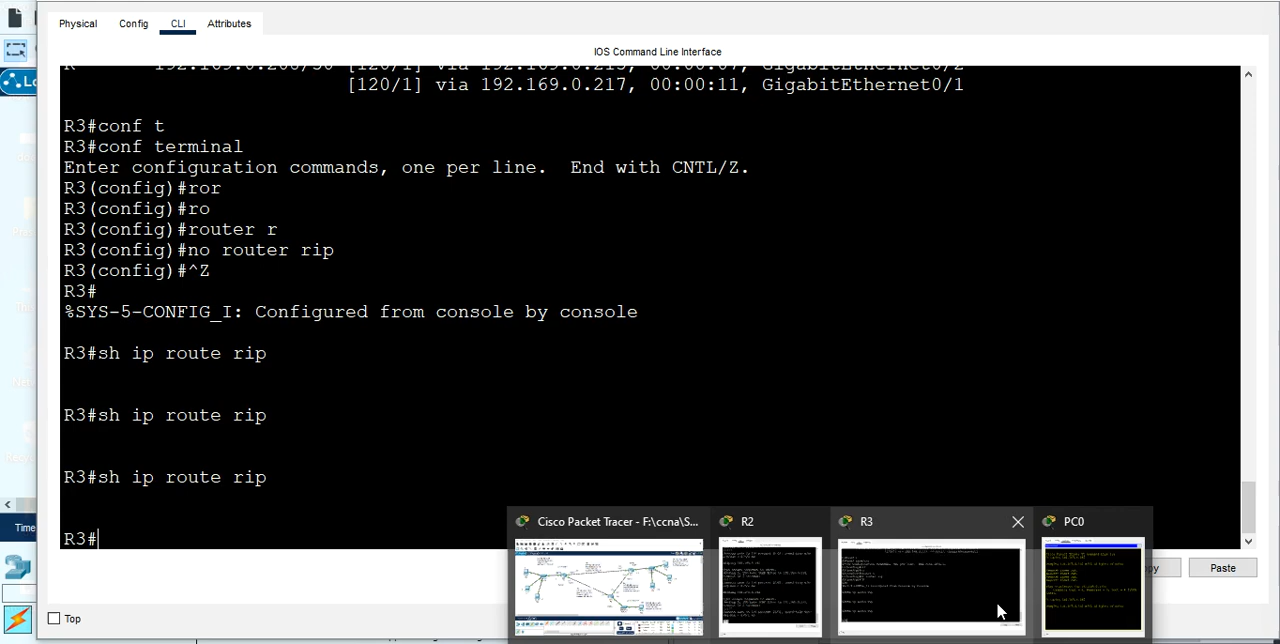 Physical
Config
CLI
Attributes
IOS Command Line Interface
[120/1] via 192.169.0.217, 00:00:11, GigabitEthernet0/1
R3#conf t
R3#conf terminal
Enter configuration commands, one per line.  End with CNTL/Z.
R3(config)#ror
R3(config)#ro
R3(config)#router r
R3(config)#no router rip
R3(config)#^Z
R3#
%SYS-5-CONFIG_I: Configured from console by console
R3#sh ip route rip
R3#sh ip route rip
R3#sh ip route rip
R3#
Cisco Packet Tracer - F:\ccna\S...
R2
R3
PC0
Time
Paste
Top